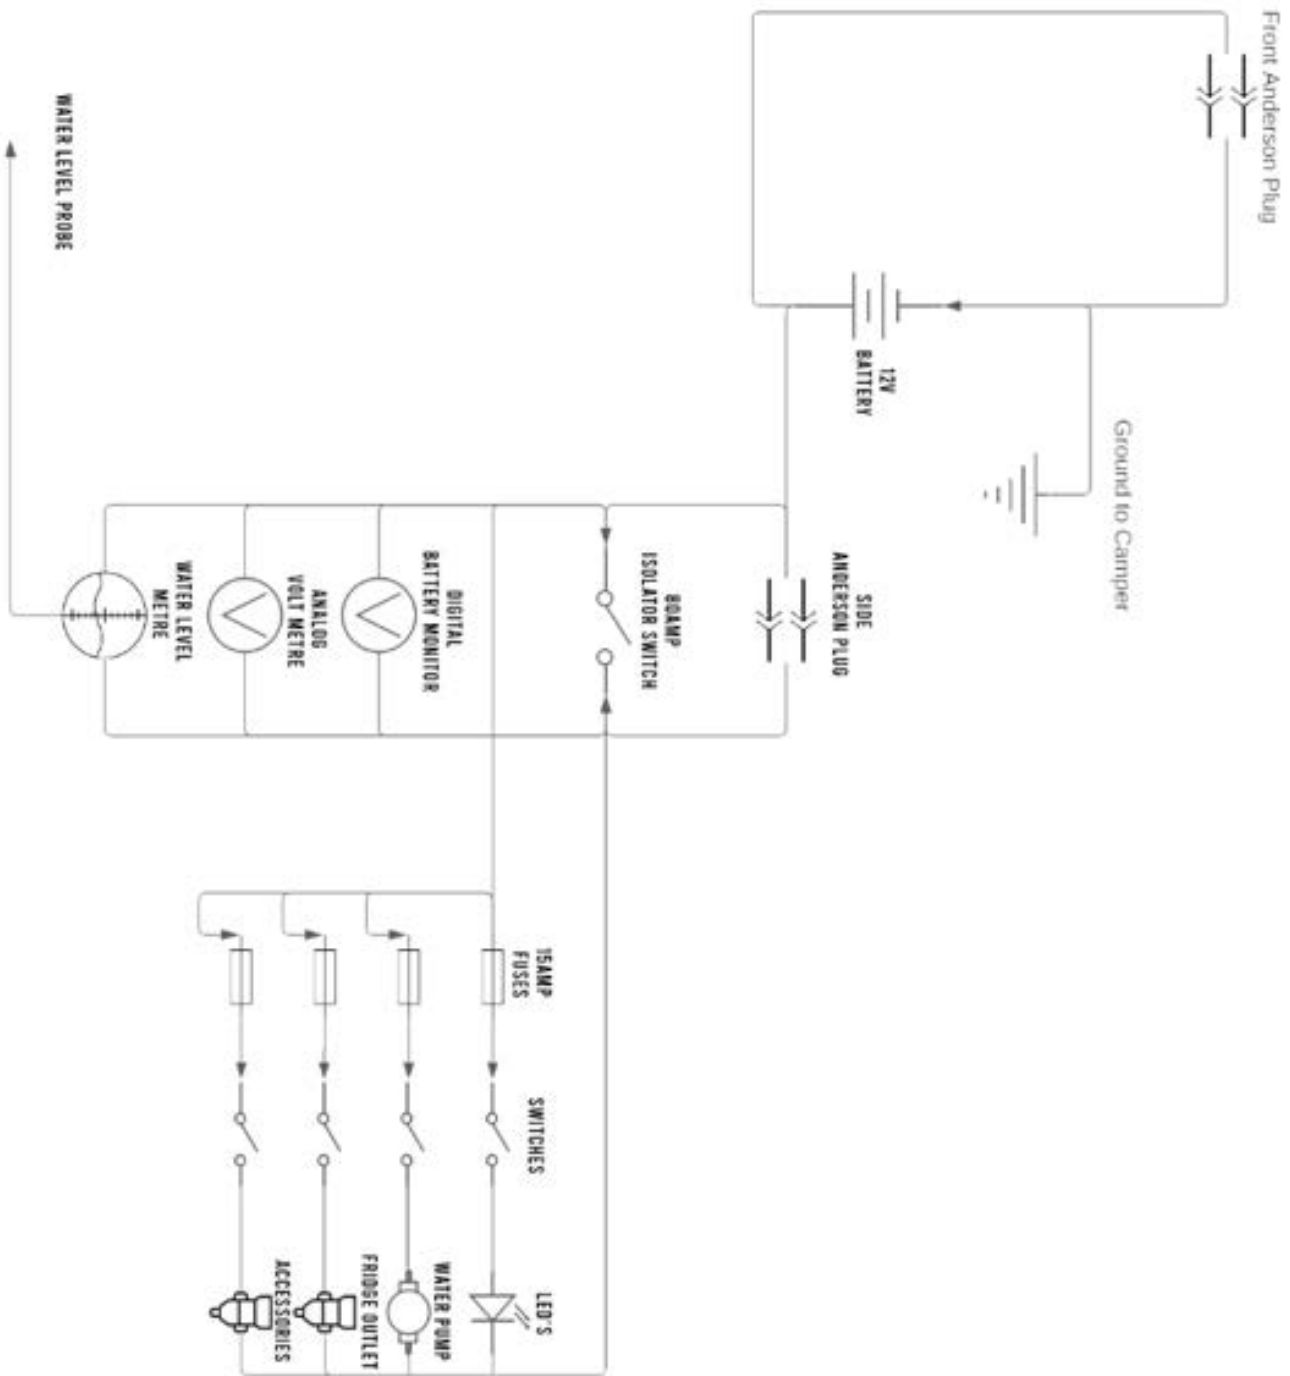 Front Anderson Plug
12V
BATTERY
Ground to Camper
SIDE
ANDERSON PLUG
80AMP
ISOLATOR SWITCH
DIGITAL
BATTERY MONITOR
ANALOG
VOLT METRE
WATER LEVEL
METRE
WATER LEVEL PROBE
15AMP
FUSES
SWITCHES
LED'S
WATER PUMP
FRIDGE OUTLET
ACCESSORIES